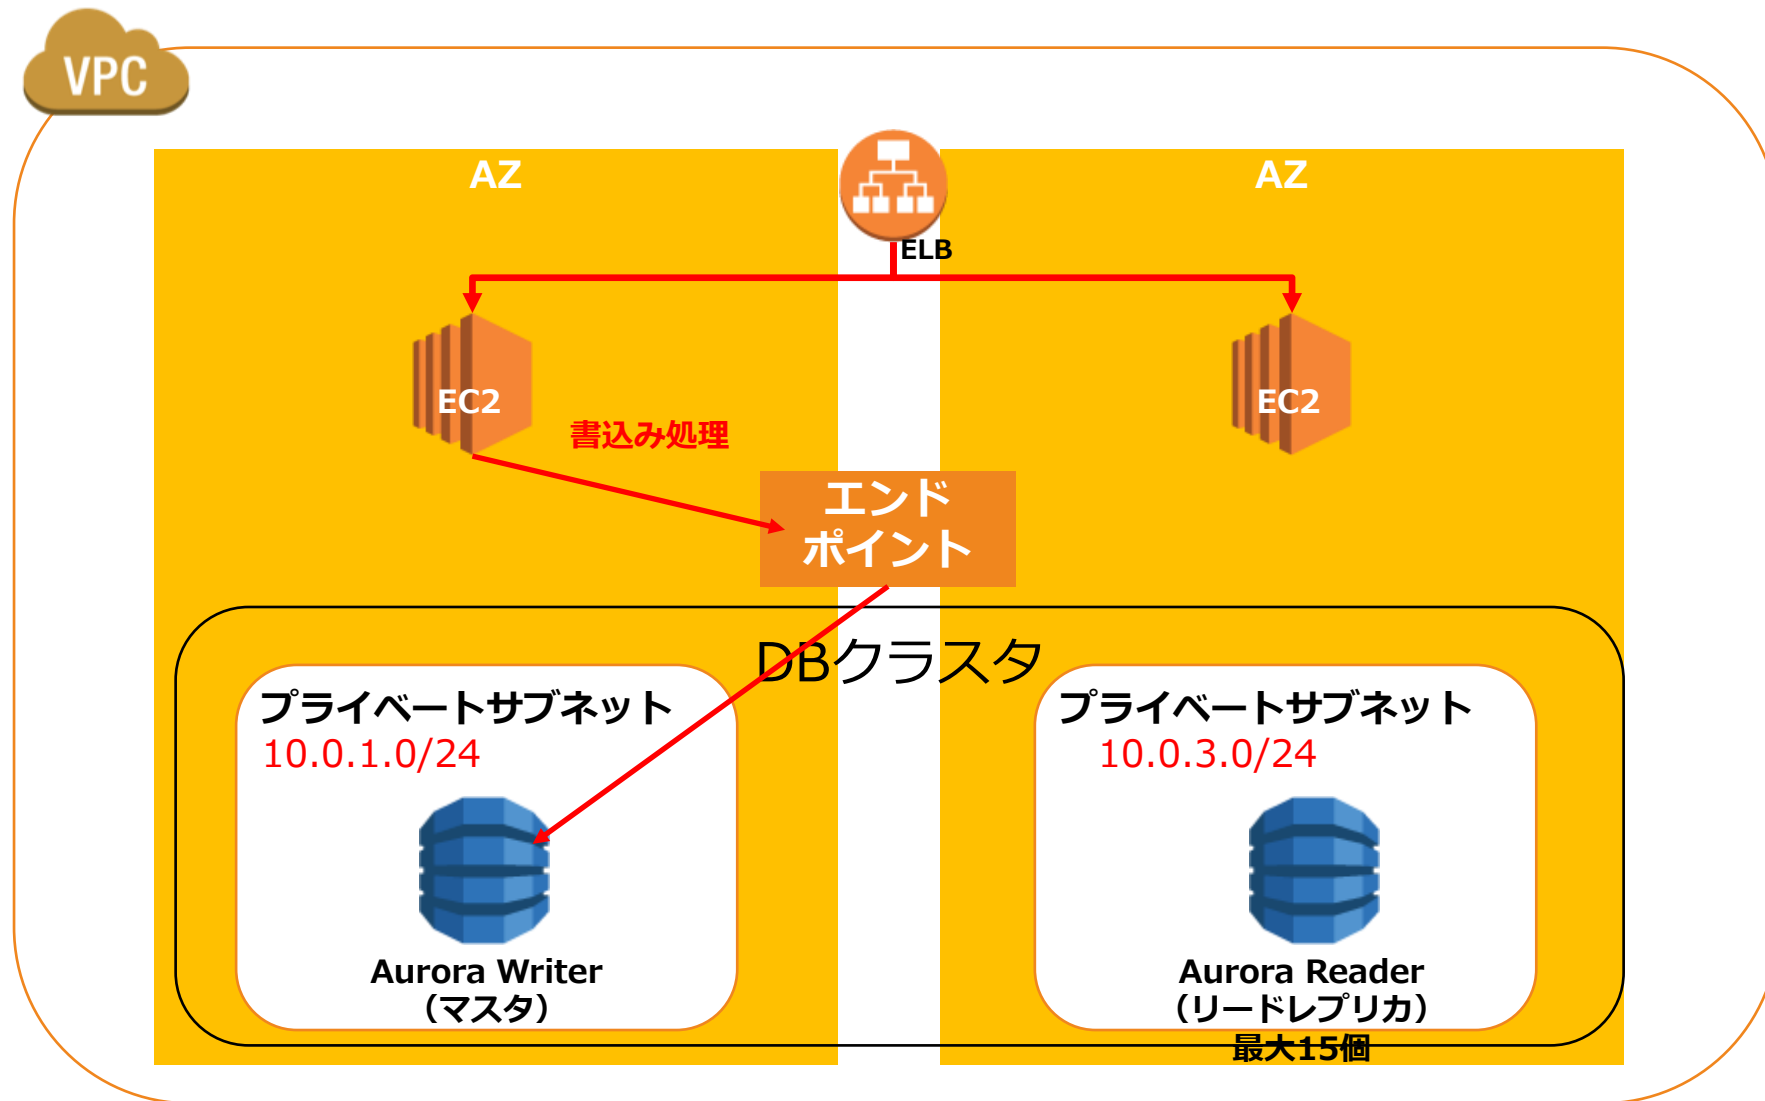 VPC
AZ
AZ
ELB
EC2
EC2
書込み処理
エンド
ポイント
DBクラスタ
プライベートサブネット
10.0.1.0/24
プライベートサブネット
10.0.3.0/24
Aurora Writer
（マスタ）
Aurora Reader
（リードレプリカ）
最大15個